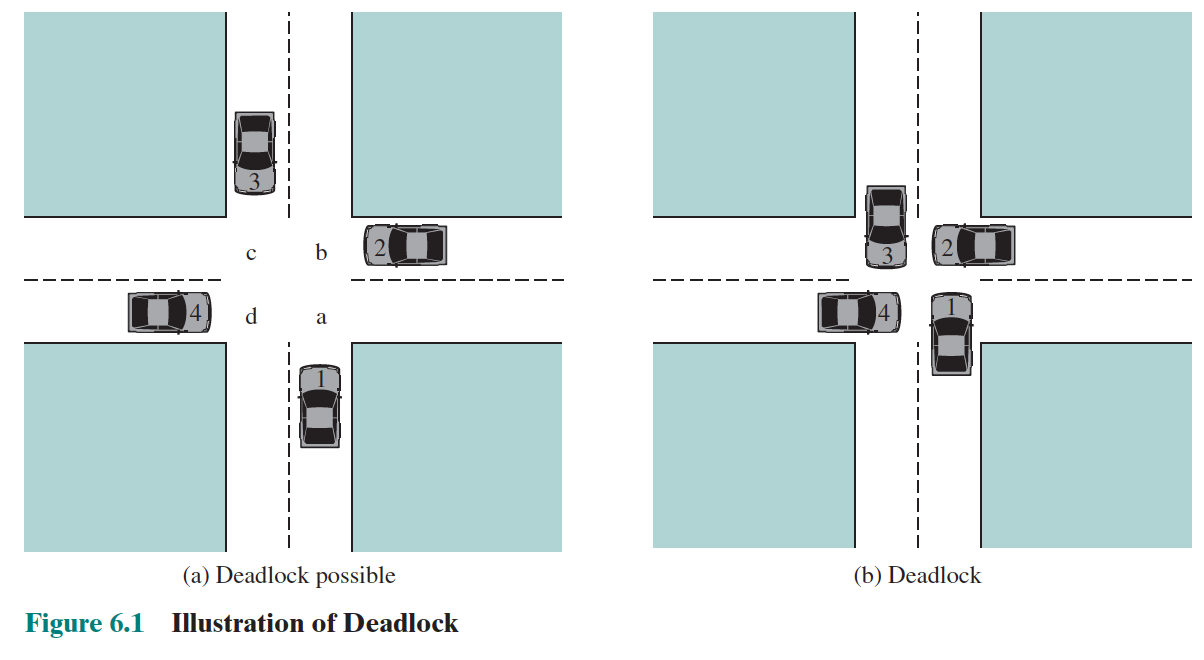 3
c b 2
4 d a
1
3 2
4 1
(a) Deadlock possible
(b) Deadlock
Figure 6.1 Illustration of Deadlock